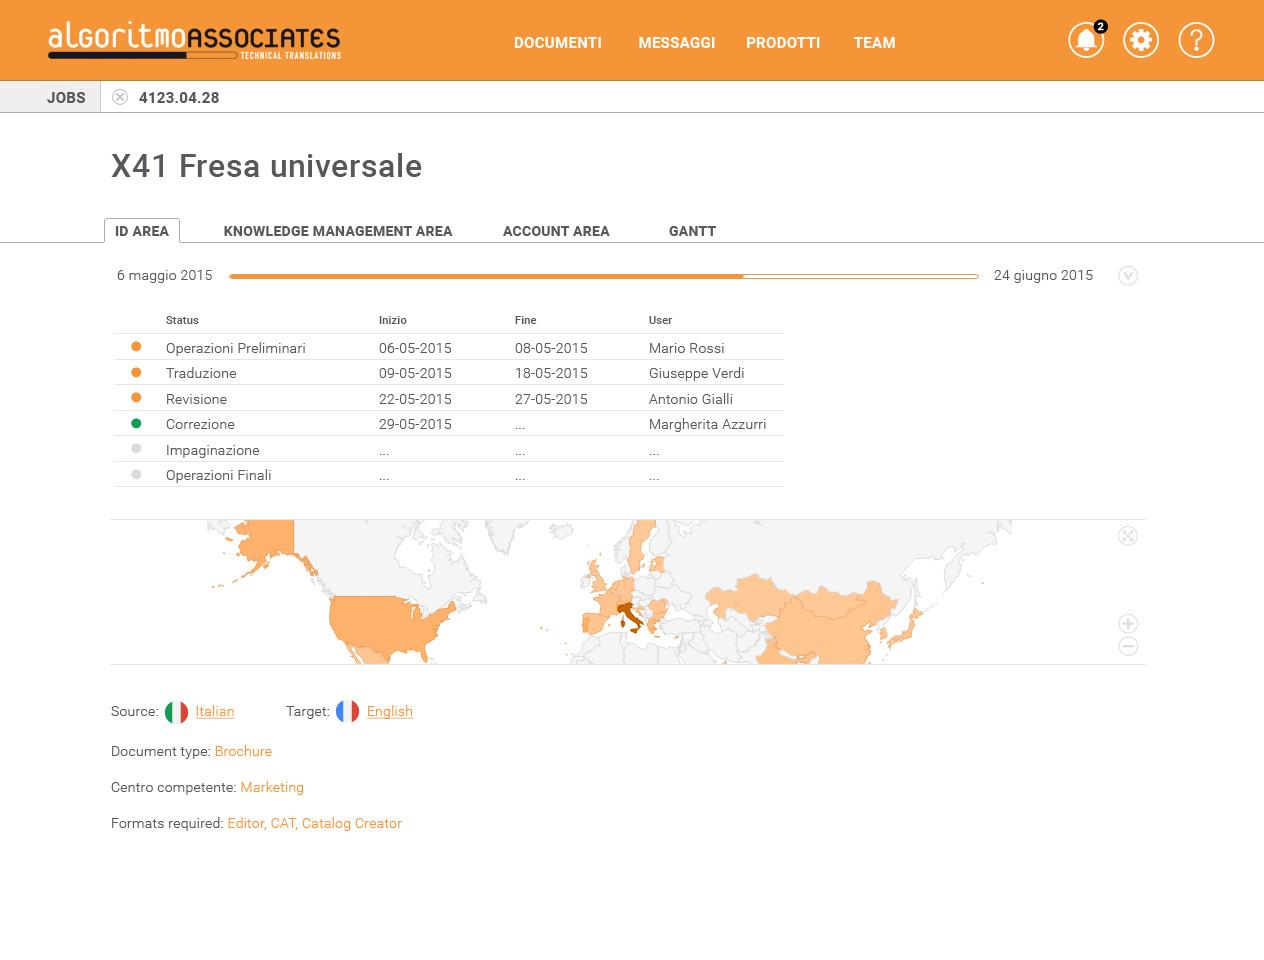 algoritmoASSOCIATES
TECHNICAL TRANSLATIONS
DOCUMENTI MESSAGGI PRODOTTI TEAM
2
?
JOBS 4123.04.28
X41 Fresa universale
ID AREA KNOWLEDGE MANAGEMENT AREA ACCOUNT AREA GANTT
6 maggio 2015 24 giugno 2015
Status Inizio Fine User
Operazioni Preliminari 06-05-2015 08-05-2015 Mario Rossi
Traduzione 09-05-2015 18-05-2015 Giuseppe Verdi
Revisione 22-05-2015 27-05-2015 Antonio Gialli
Correzione 29-05-2015 ... Margherita Azzurri
Impaginazione ... ... ...
Operazioni Finali ... ... ...
Source: Italian Target: English
Document type: Brochure
Centro competente: Marketing
Formats required: Editor, CAT, Catalog Creator